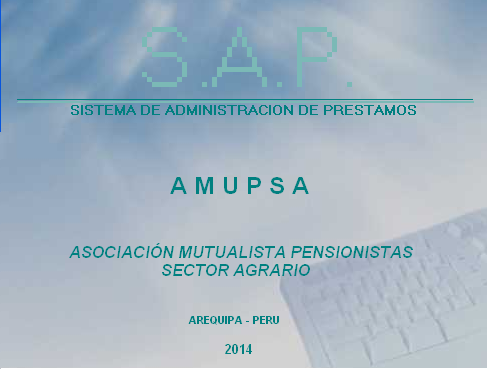 S.A.P.
SISTEMA DE ADMINISTRACION DE PRESTAMOS
A M U P S A
ASOCIACIÓN MUTUALISTA PENSIONISTAS
SECTOR AGRARIO
AREQUIPA - PERU
2014